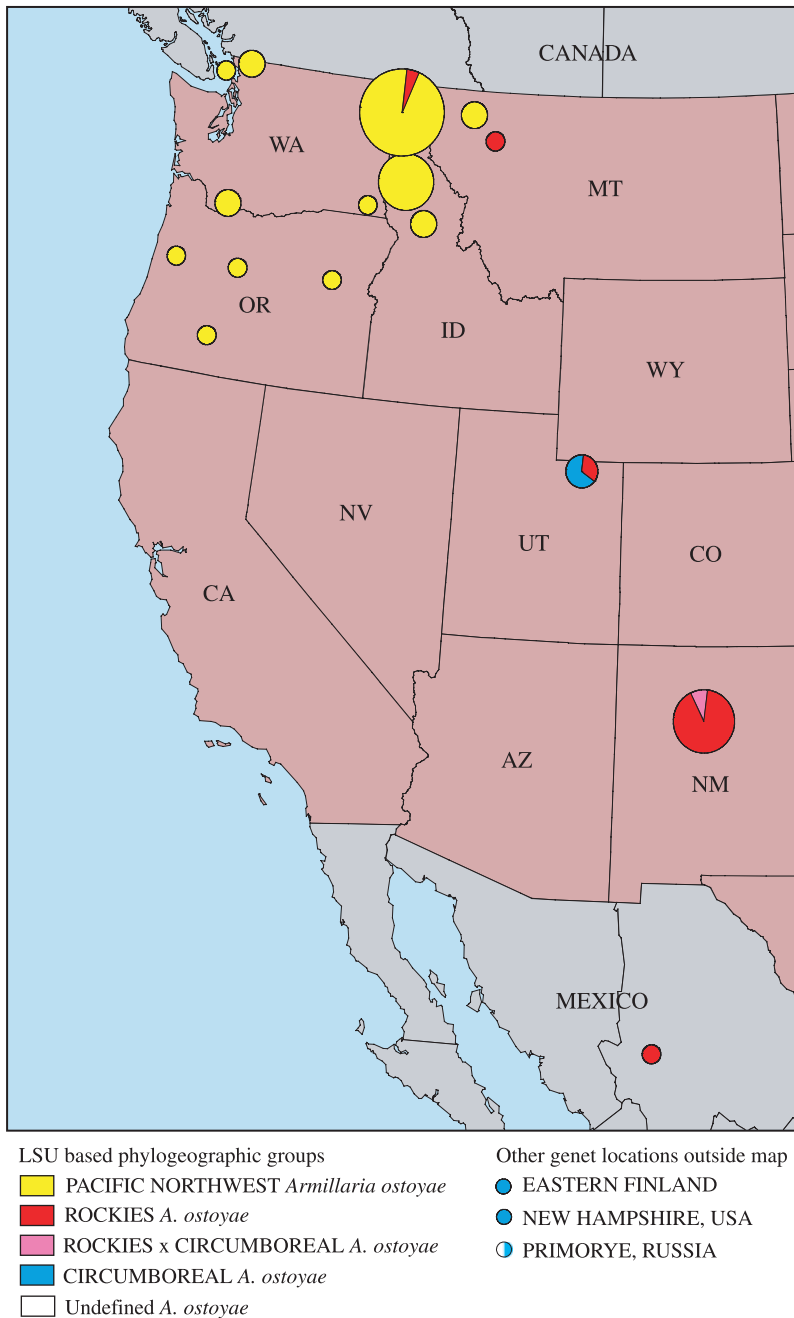 CANADA
WA
MT
OR
ID
WY
NV
UT
CO
CA
AZ
NM
MEXICO
LSU based phylogeographic groups
PACIFIC NORTHWEST Armillaria ostoyae
ROCKIES A. ostoyae
ROCKIES x CIRCUMBOREAL A. ostoyae
CIRCUMBOREAL A. ostoyae
Undefined A. ostoyae
Other genet locations outside map
EASTERN FINLAND
NEW HAMPSHIRE, USA
PRIMORYE, RUSSIA